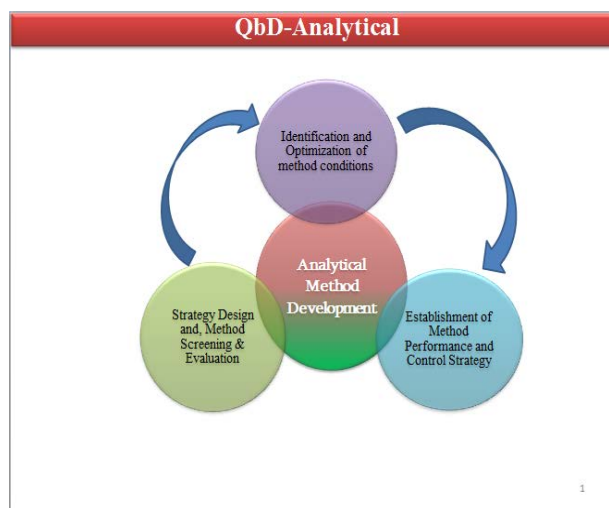 QbD-Analytical
Identification and
Optimization of
method conditions
Analytical
Method
Development
Strategy Design
and, Method
Screening &
Evaluation
Establishment of
Method
Performance and
Control Strategy
1